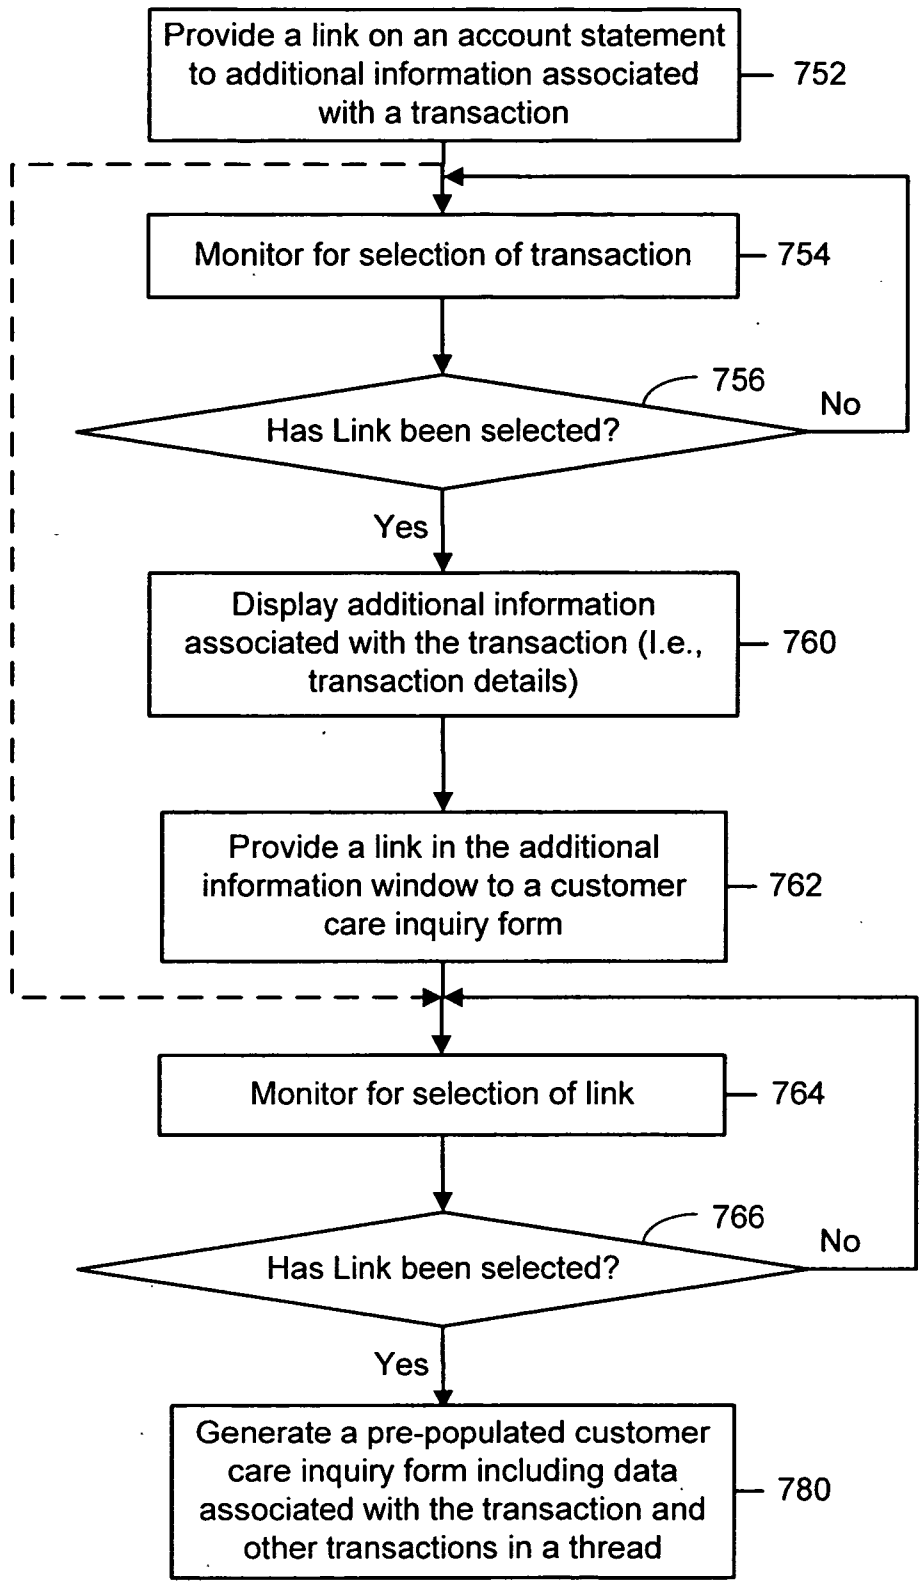 Provide a link on an account statement
to additional information associated
with a transaction
752
Monitor for selection of transaction
754
756
Has Link been selected?
No
Yes
Display additional information
associated with the transaction (I.e.,
transaction details)
760
Provide a link in the additional
information window to a customer
care inquiry form
762
Monitor for selection of link
764
766
Has Link been selected?
No
Yes
Generate a pre-populated customer
care inquiry form including data
associated with the transaction and
other transactions in a thread
780